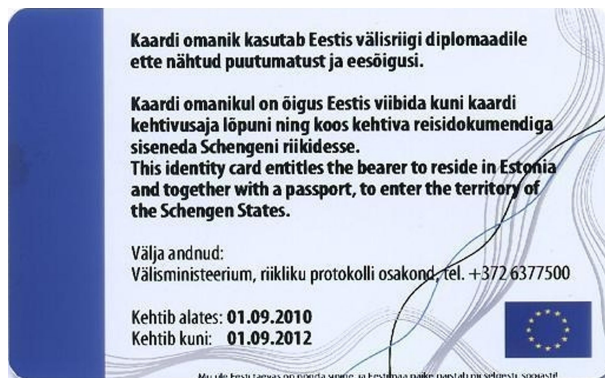 Kaardi omanik kasutab Eestis välisriigi diplomaadile
ette nähtud puutumatust ja eesõigusi.
Kaardi omanikul on õigus Eestis viibida kuni kaardi
kehtivusaja lõpuni ning koos kehtiva reisidokumendiga
siseneda Schengeni riikidesse.
This identity card entitles the bearer to reside in Estonia
and together with a passport, to enter the territory of
the Schengen States.
Välja andnud:
Välisministeerium, riikliku protokolli osakond, tel. +372 6377500
Kehtib alates: 01.09.2010
Kehtib kuni: 01.09.2012